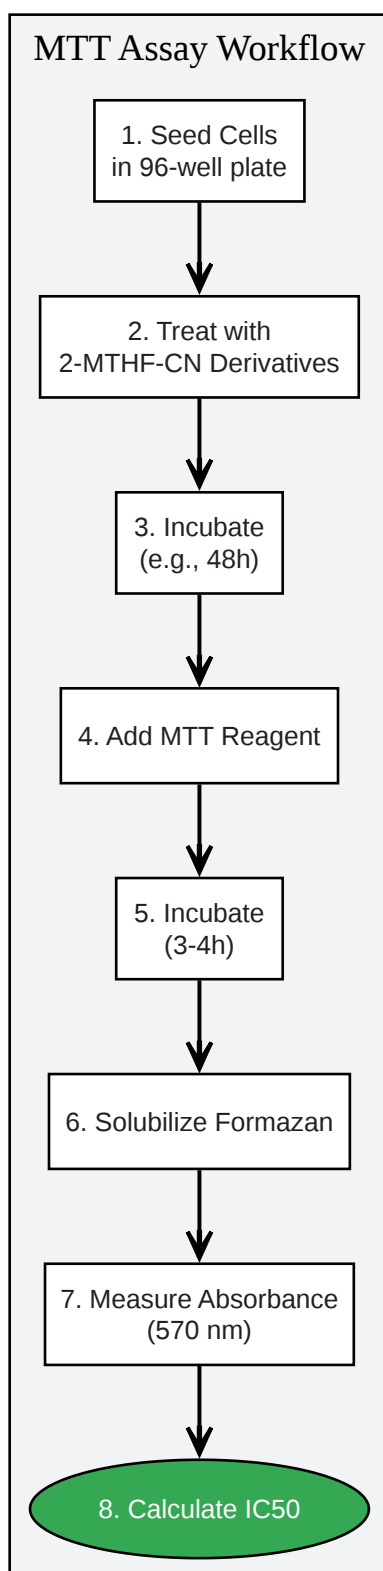 MTT Assay Workflow
1. Seed Cells
in 96-well plate
2. Treat with
2-MTHF-CN Derivatives
3. Incubate
(e.g., 48h)
4. Add MTT Reagent
5. Incubate
(3-4h)
6. Solubilize Formazan
7. Measure Absorbance
(570 nm)
8. Calculate IC50